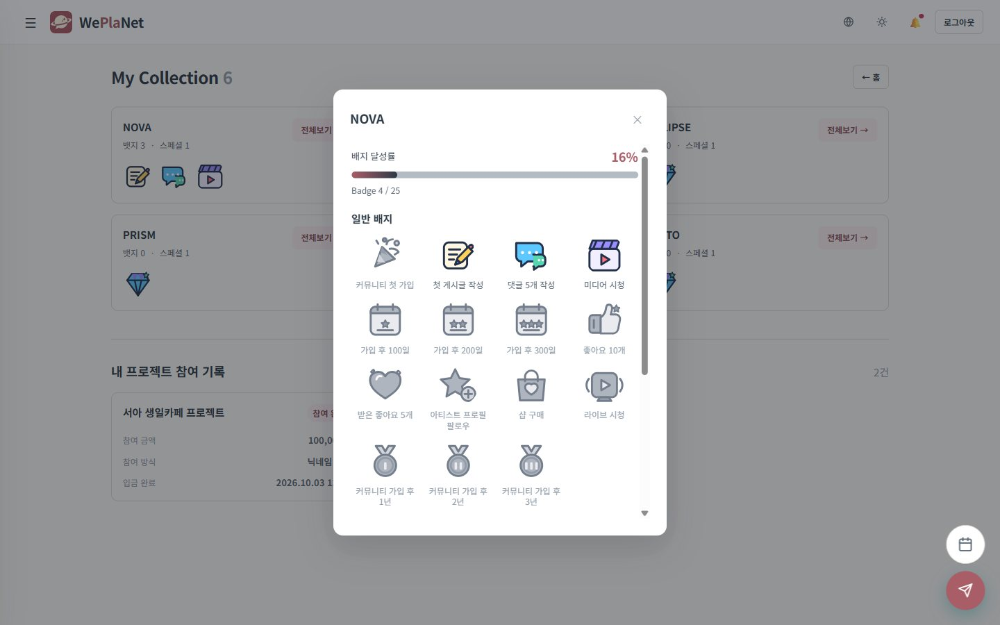 WePlaNet
로그아웃
My Collection 6
← 홈
NOVA
전체보기
뱃지 3 · 스페셜 1
LIPSE
전체보기 →
0 · 스페셜 1
PRISM
전체보기
뱃지 0 · 스페셜 1
TO
전체보기 →
0 · 스페셜 1
내 프로젝트 참여 기록
2건
서아 생일카페 프로젝트
참여
참여 금액
100,0
참여 방식
닉네임
입금 완료
2026.10.03 1
NOVA
배지 달성률
16%
Badge 4 / 25
일반 배지
커뮤니티 첫 가입
첫 게시글 작성
댓글 5개 작성
미디어 시청
가입 후 100일
가입 후 200일
가입 후 300일
좋아요 10개
받은 좋아요 5개
아티스트 프로필
팔로우
샵 구매
라이브 시청
커뮤니티 가입 후
1년
커뮤니티 가입 후
2년
커뮤니티 가입 후
3년